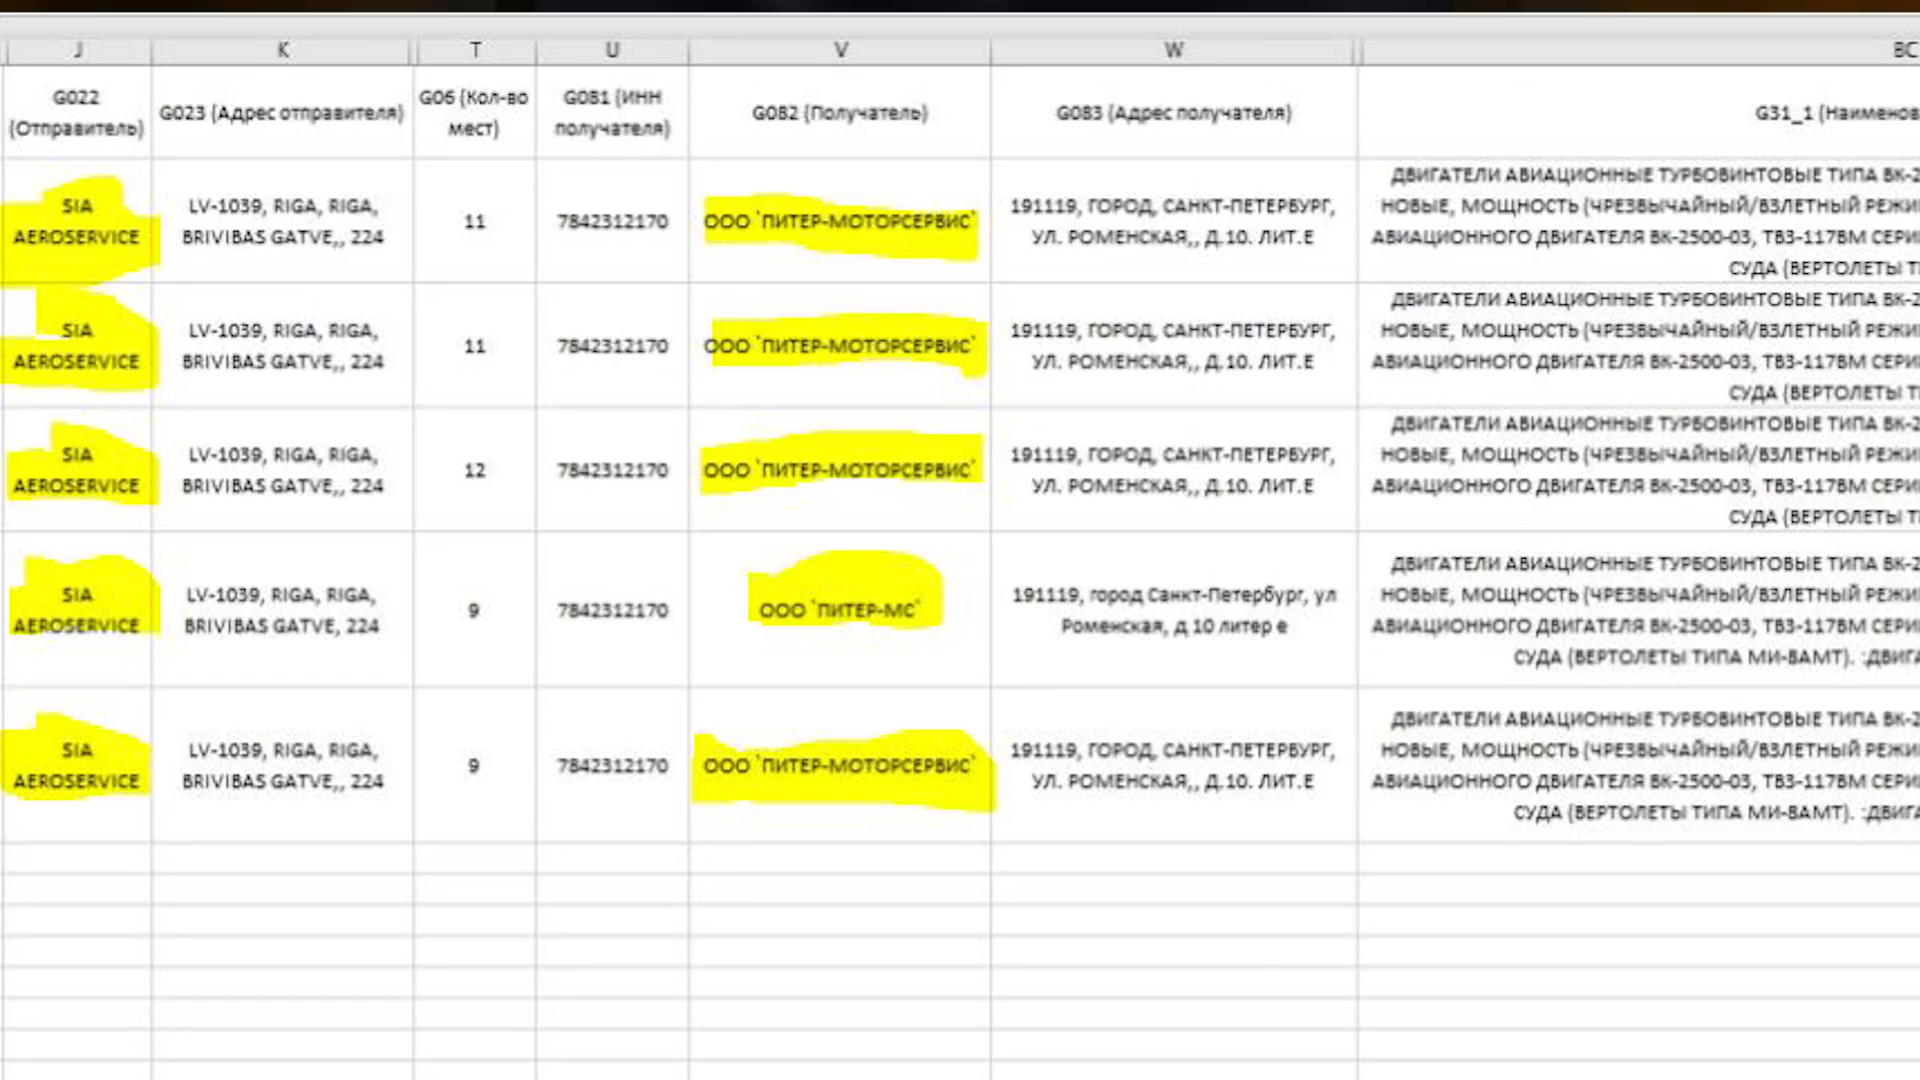 J K T U V W BC
G022 (Отправитель) G023 (Адрес отправителя) G06 (Кол-во мест) G081 (ИНН получателя) G082 (Получатель) G083 (Адрес получателя) G31_1 (Наименов
SIA AEROSERVICE
LV-1039, RIGA, RIGA,
BRIVIBAS GATVE,, 224
11
7842312170
ООО `ПИТЕР-МОТОРСЕРВИС`
191119, ГОРОД, САНКТ-ПЕТЕРБУРГ,
УЛ. РОМЕНСКАЯ,, Д.10. ЛИТ.Е
ДВИГАТЕЛИ АВИАЦИОННЫЕ ТУРБОВИНТОВЫЕ ТИПА ВК-2
НОВЫЕ, МОЩНОСТЬ (ЧРЕЗВЫЧАЙНЫЙ/ВЗЛЕТНЫЙ РЕЖИ
АВИАЦИОННОГО ДВИГАТЕЛЯ ВК-2500-03, ТВ3-117ВМ СЕРИ
СУДА (ВЕРТОЛЕТЫ ТИ
SIA AEROSERVICE
LV-1039, RIGA, RIGA,
BRIVIBAS GATVE,, 224
11
7842312170
ООО `ПИТЕР-МОТОРСЕРВИС`
191119, ГОРОД, САНКТ-ПЕТЕРБУРГ,
УЛ. РОМЕНСКАЯ,, Д.10. ЛИТ.Е
ДВИГАТЕЛИ АВИАЦИОННЫЕ ТУРБОВИНТОВЫЕ ТИПА ВК-2
НОВЫЕ, МОЩНОСТЬ (ЧРЕЗВЫЧАЙНЫЙ/ВЗЛЕТНЫЙ РЕЖИ
АВИАЦИОННОГО ДВИГАТЕЛЯ ВК-2500-03, ТВ3-117ВМ СЕРИ
СУДА (ВЕРТОЛЕТЫ ТИ
SIA AEROSERVICE
LV-1039, RIGA, RIGA,
BRIVIBAS GATVE,, 224
12
7842312170
ООО `ПИТЕР-МОТОРСЕРВИС`
191119, ГОРОД, САНКТ-ПЕТЕРБУРГ,
УЛ. РОМЕНСКАЯ,, Д.10. ЛИТ.Е
ДВИГАТЕЛИ АВИАЦИОННЫЕ ТУРБОВИНТОВЫЕ ТИПА ВК-2
НОВЫЕ, МОЩНОСТЬ (ЧРЕЗВЫЧАЙНЫЙ/ВЗЛЕТНЫЙ РЕЖИ
АВИАЦИОННОГО ДВИГАТЕЛЯ ВК-2500-03, ТВ3-117ВМ СЕРИ
СУДА (ВЕРТОЛЕТЫ ТИ
SIA AEROSERVICE
LV-1039, RIGA, RIGA,
BRIVIBAS GATVE, 224
9
7842312170
ООО `ПИТЕР-МС`
191119, город Санкт-Петербург, ул
Роменская, д 10 литер е
ДВИГАТЕЛИ АВИАЦИОННЫЕ ТУРБОВИНТОВЫЕ ТИПА ВК-2
НОВЫЕ, МОЩНОСТЬ (ЧРЕЗВЫЧАЙНЫЙ/ВЗЛЕТНЫЙ РЕЖИ
АВИАЦИОННОГО ДВИГАТЕЛЯ ВК-2500-03, ТВ3-117ВМ СЕРИ
СУДА (ВЕРТОЛЕТЫ ТИПА МИ-8АМТ). :ДВИГА
SIA AEROSERVICE
LV-1039, RIGA, RIGA,
BRIVIBAS GATVE,, 224
9
7842312170
ООО `ПИТЕР-МОТОРСЕРВИС`
191119, ГОРОД, САНКТ-ПЕТЕРБУРГ,
УЛ. РОМЕНСКАЯ,, Д.10. ЛИТ.Е
ДВИГАТЕЛИ АВИАЦИОННЫЕ ТУРБОВИНТОВЫЕ ТИПА ВК-2
НОВЫЕ, МОЩНОСТЬ (ЧРЕЗВЫЧАЙНЫЙ/ВЗЛЕТНЫЙ РЕЖИ
АВИАЦИОННОГО ДВИГАТЕЛЯ ВК-2500-03, ТВ3-117ВМ СЕРИ
СУДА (ВЕРТОЛЕТЫ ТИПА МИ-8АМТ). :ДВИГА